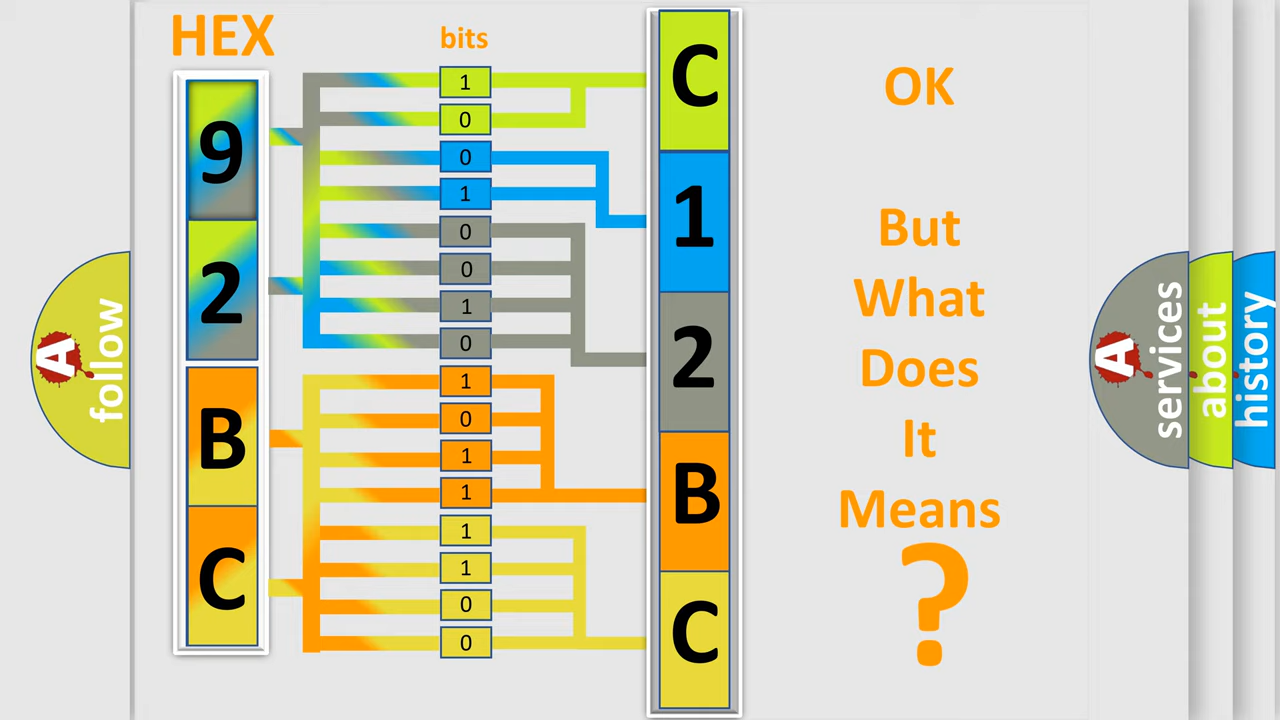 HEX
bits
9
2
B
C
1
0
0
1
0
0
1
0
1
0
1
1
1
1
0
0
C
1
2
B
C
OK
But
What
Does
It
Means
?
A
follow
A
services
about
history